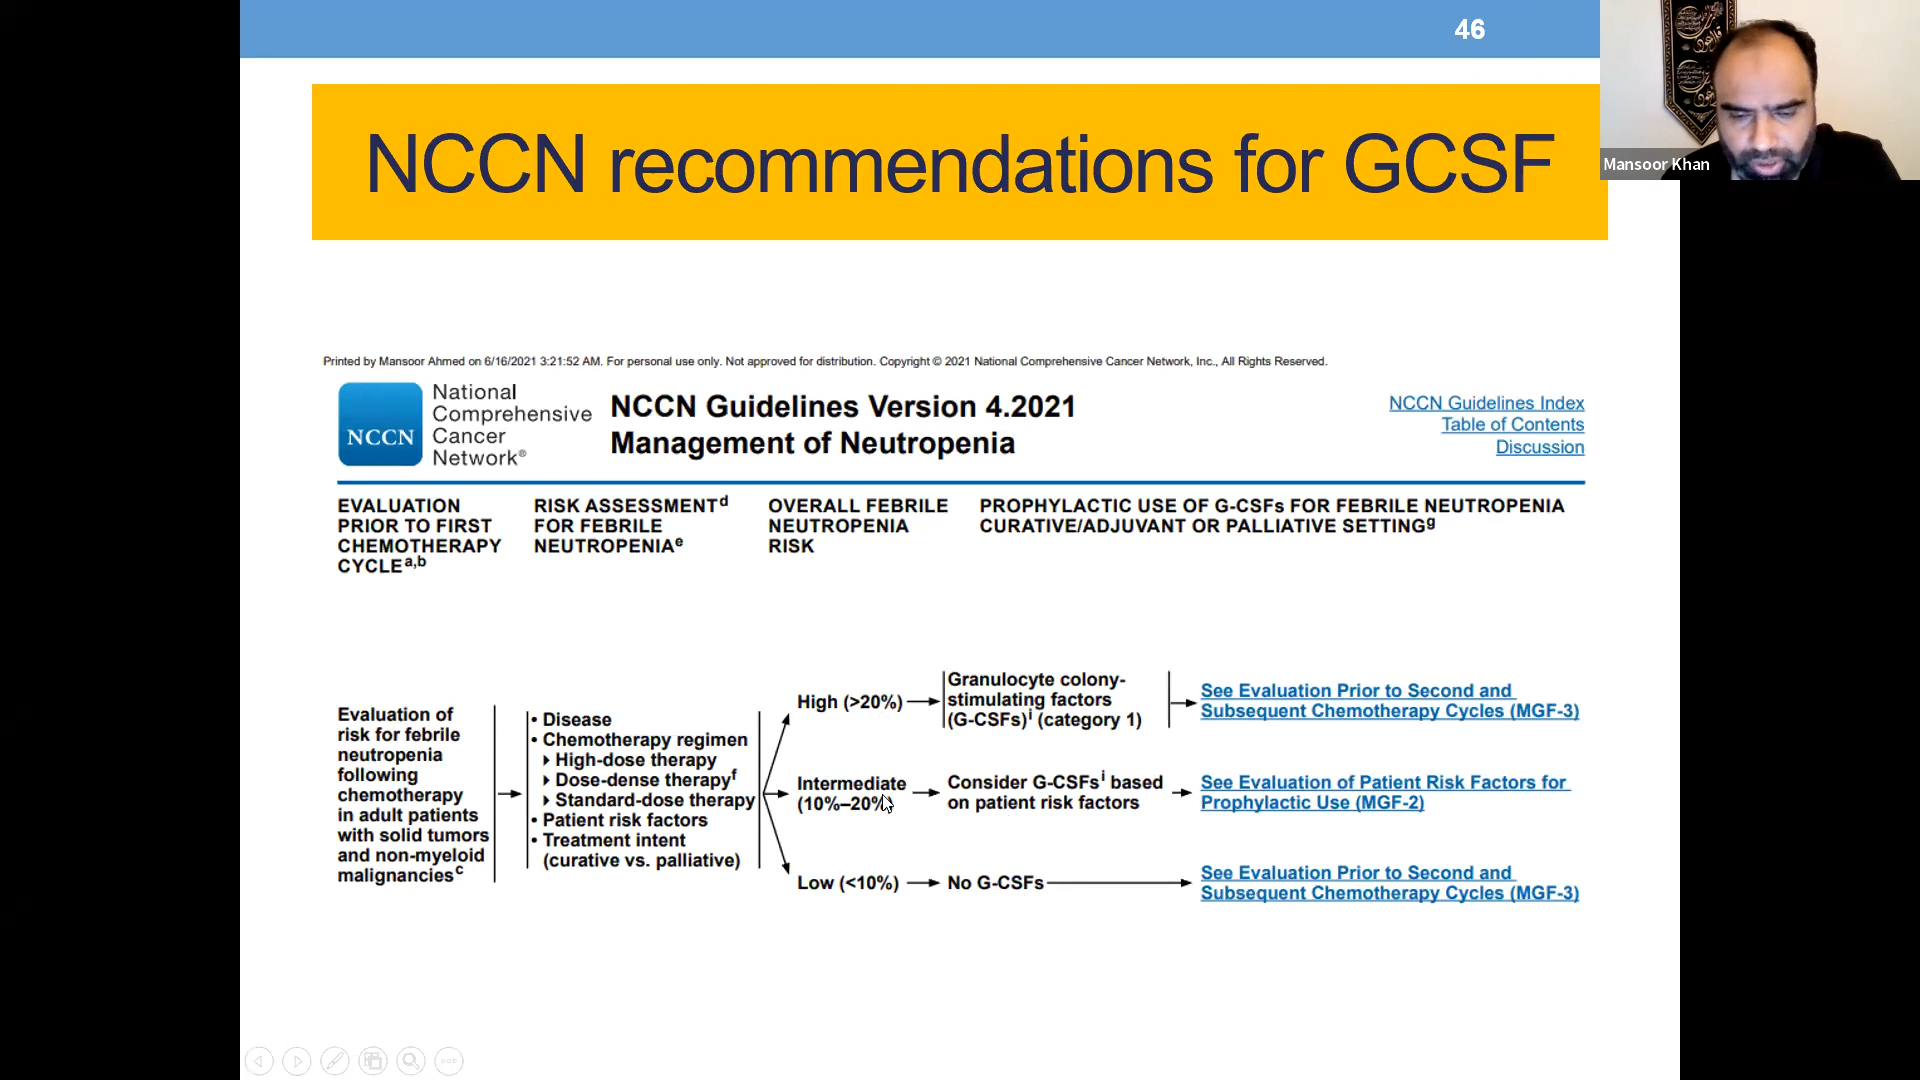 46
NCCN recommendations for GCSF
Mansoor Khan
Printed by Mansoor Ahmed on 6/16/2021 3:21:52 AM. For personal use only. Not approved for distribution. Copyright © 2021 National Comprehensive Cancer Network, Inc., All Rights Reserved.
NCCN
National
Comprehensive
Cancer
Network®
NCCN Guidelines Version 4.2021
Management of Neutropenia
NCCN Guidelines Index
Table of Contents
Discussion
EVALUATION
PRIOR TO FIRST
CHEMOTHERAPY
CYCLEa,b
RISK ASSESSMENTd
FOR FEBRILE
NEUTROPENIAe
OVERALL FEBRILE
NEUTROPENIA
RISK
PROPHYLACTIC USE OF G-CSFs FOR FEBRILE NEUTROPENIA
CURATIVE/ADJUVANT OR PALLIATIVE SETTINGg
Evaluation of
risk for febrile
neutropenia
following
chemotherapy
in adult patients
with solid tumors
and non-myeloid
malignanciesc
• Disease
• Chemotherapy regimen
High-dose therapy
Dose-dense therapyf
Standard-dose therapy
• Patient risk factors
• Treatment intent
(curative vs. palliative)
High (>20%)
Granulocyte colony-
stimulating factors
(G-CSFs)i (category 1)
See Evaluation Prior to Second and
Subsequent Chemotherapy Cycles (MGF-3)
Intermediate
(10%–20%)
Consider G-CSFsi based
on patient risk factors
See Evaluation of Patient Risk Factors for
Prophylactic Use (MGF-2)
Low (<10%)
No G-CSFs
See Evaluation Prior to Second and
Subsequent Chemotherapy Cycles (MGF-3)